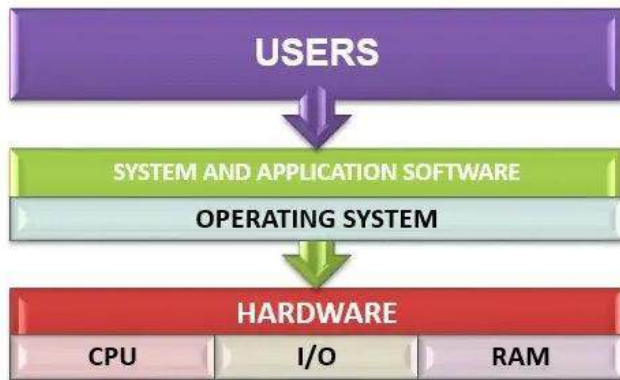 USERS
SYSTEM AND APPLICATION SOFTWARE
OPERATING SYSTEM
HARDWARE
CPU I/O RAM